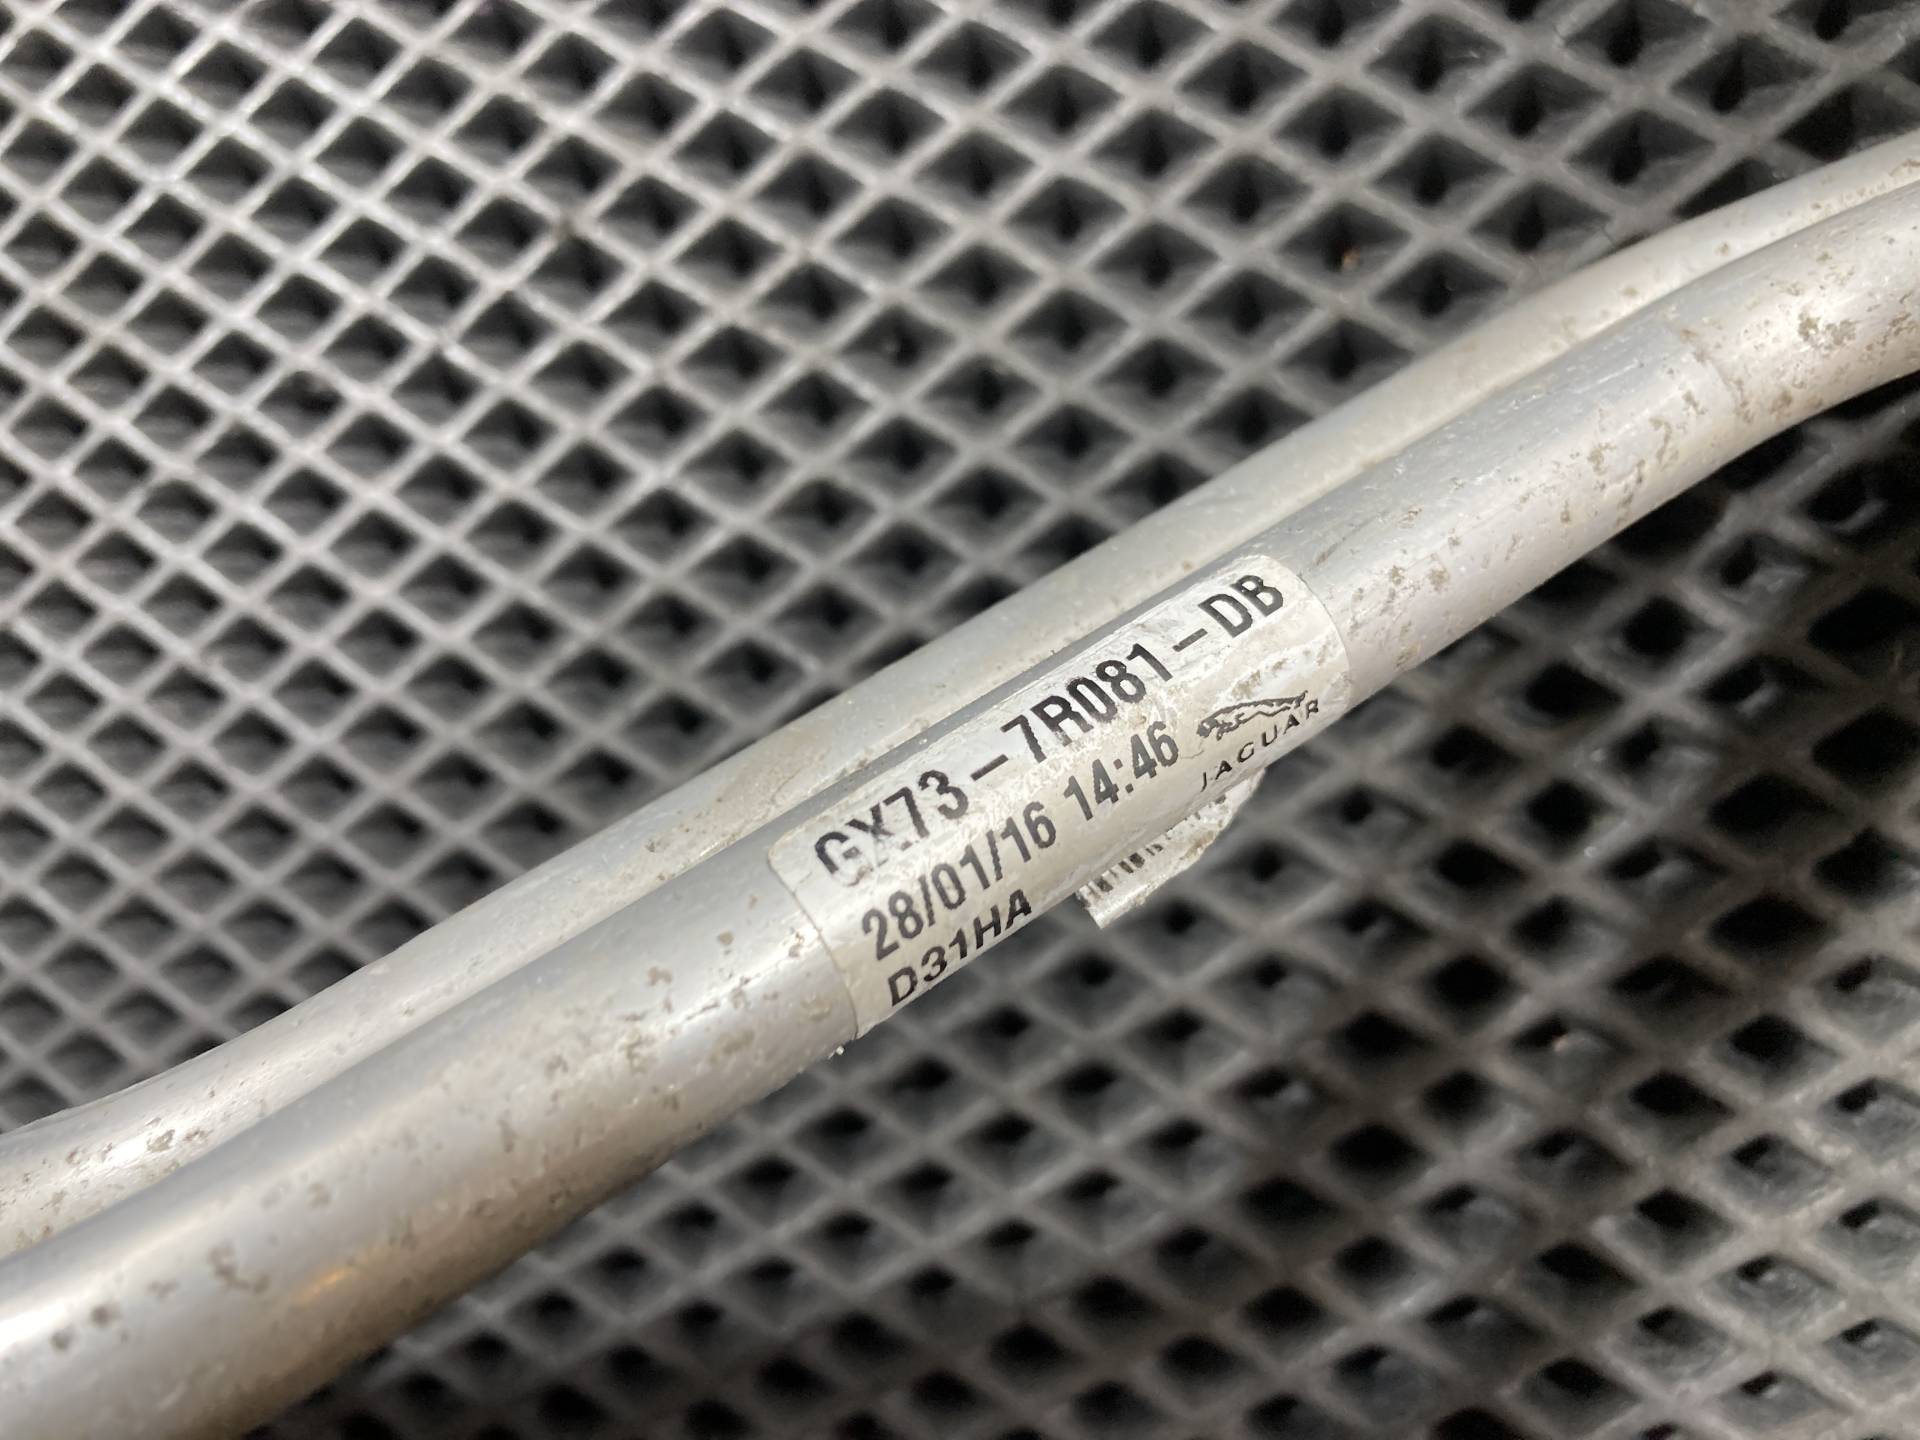 GX73-7R081-DB
28/01/16 14:46
D31HA
JAGUAR